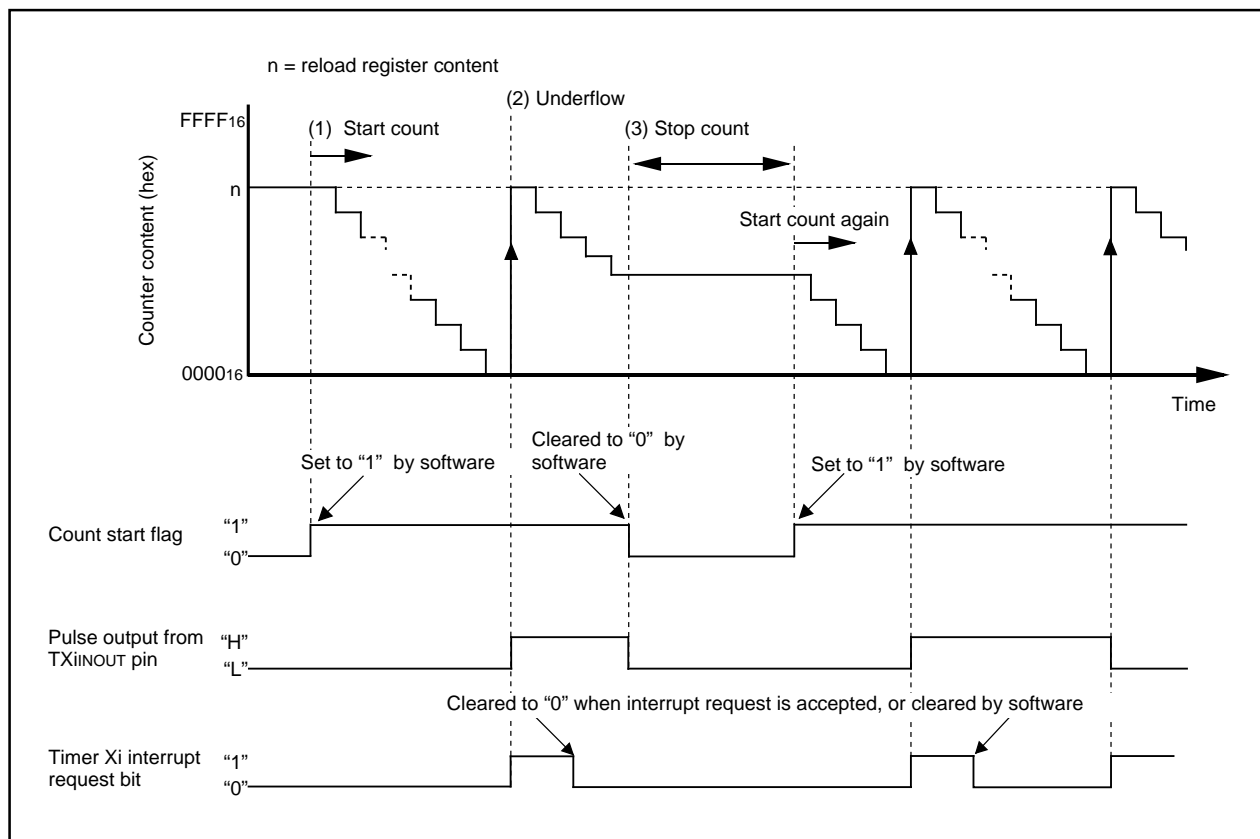 n = reload register content
(2) Underflow
FFFF16
(1) Start count
(3) Stop count
Counter content (hex)
n
Start count again
000016
Time
Cleared to “0” by
software
Set to “1” by software
Set to “1” by software
Count start flag
“1”
“0”
Pulse output from
TXiINOUT pin
“H”
“L”
Cleared to “0” when interrupt request is accepted, or cleared by software
Timer Xi interrupt
request bit
“1”
“0”